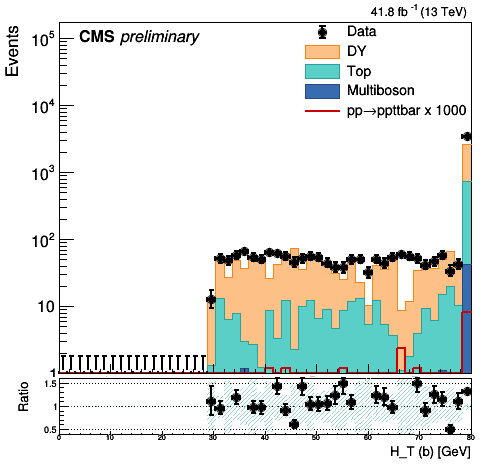 41.8 fb⁻¹ (13 TeV)
CMS preliminary
Data
DY
Top
Multiboson
pp→ppttbar x 1000
Events
10⁵
10⁴
10³
10²
10
1
Ratio
1.5
1.0
0.5
0 10 20 30 40 50 60 70 80
H_T (b) [GeV]